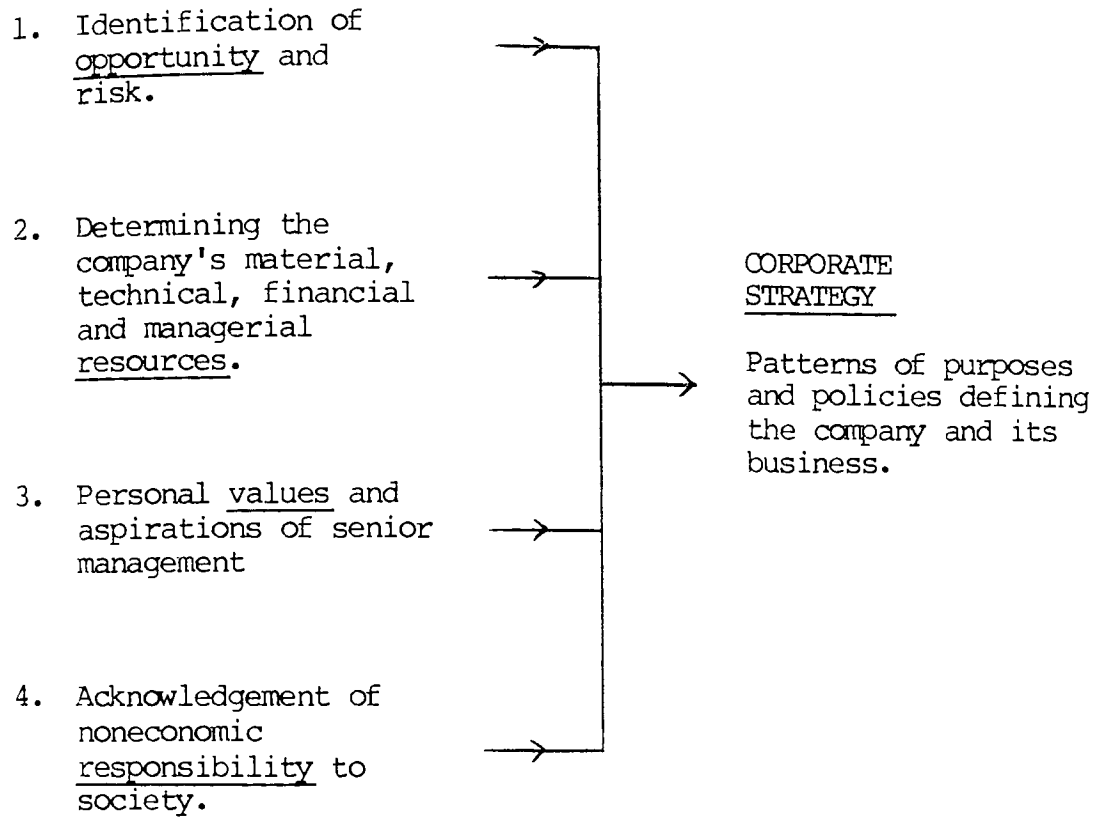 1. Identification of
opportunity and
risk.
2. Determining the
company's material,
technical, financial
and managerial
resources.
CORPORATE
STRATEGY
Patterns of purposes
and policies defining
the company and its
business.
3. Personal values and
aspirations of senior
management
4. Acknowledgement of
noneconomic
responsibility to
society.